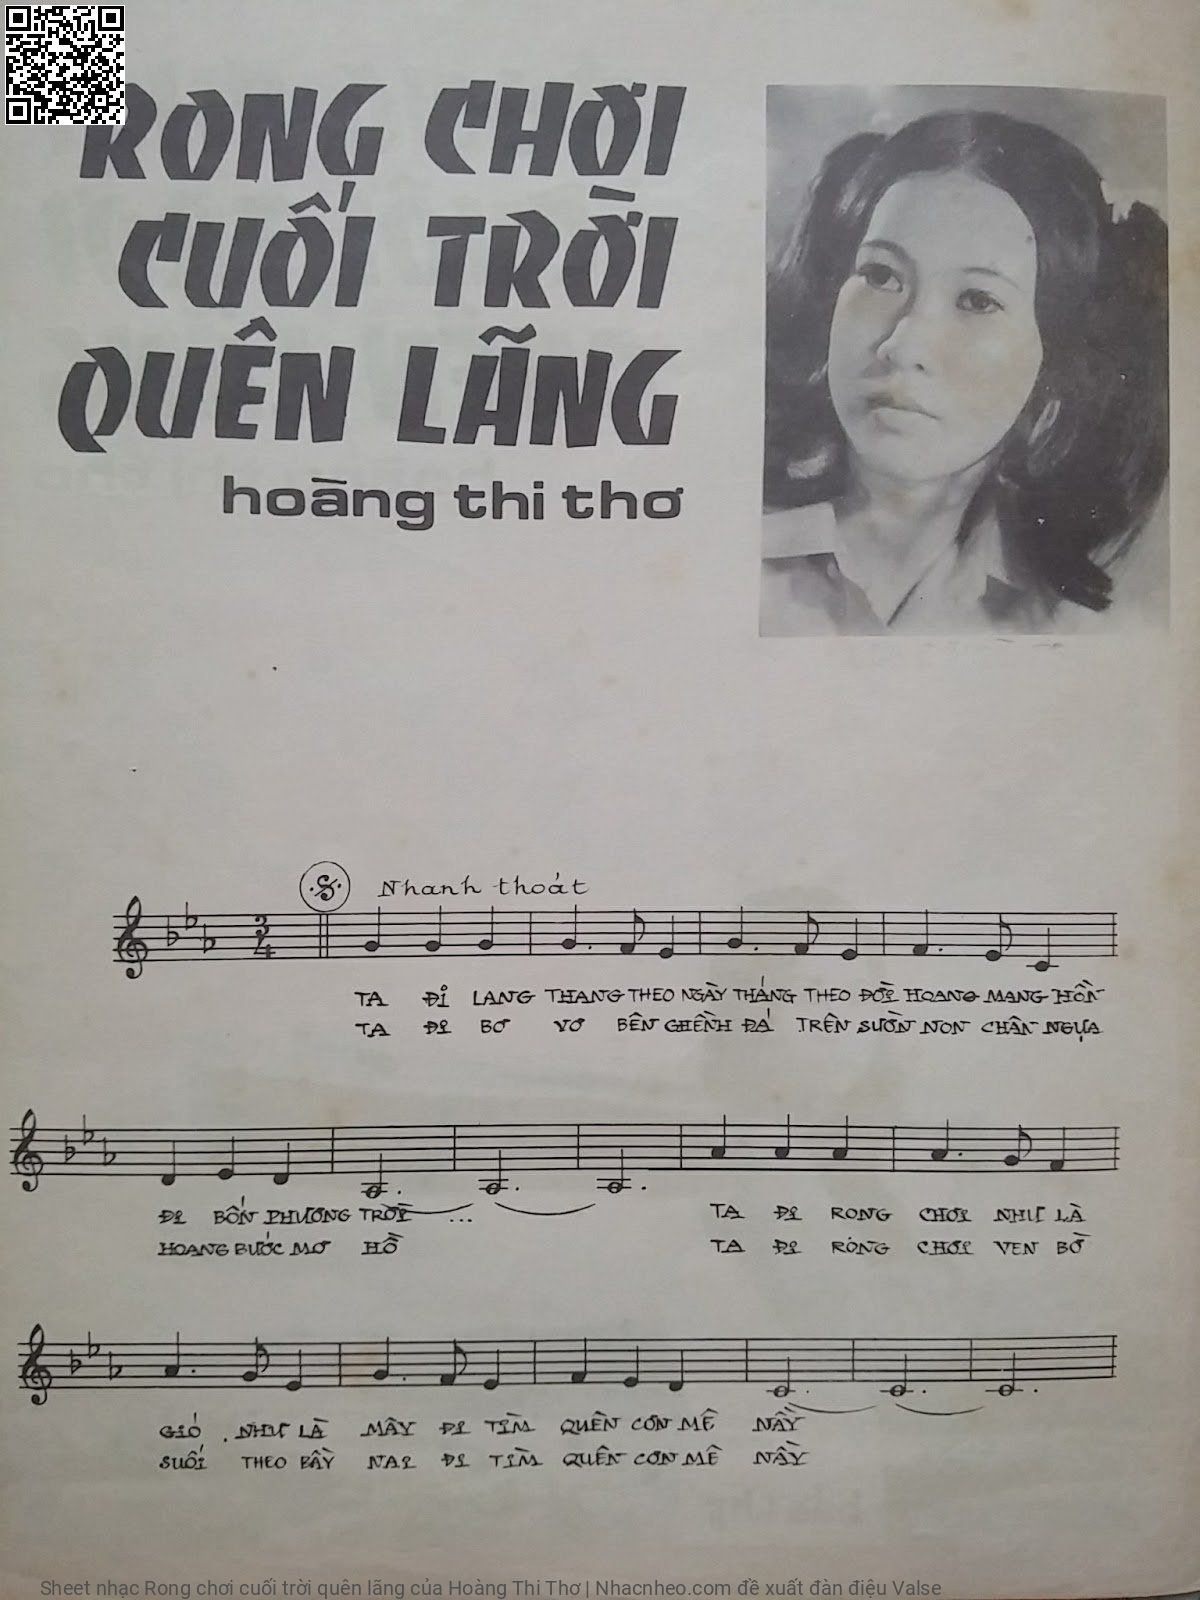 RONG CHƠI
CUỐI TRỜI
QUÊN LÃNG
hoàng thi thơ
Nhanh thoát
3/4
TA ĐI LANG THANG THEO NGÀY THÁNG THEO ĐỜI HOANG MANG HỒN
TA ĐI BƠ VƠ BÊN GHỀNH ĐÁ TRÊN SƯỜN NON CHÂN NGỰA
ĐI BỐN PHƯƠNG TRỜI ...
TA ĐI RONG CHƠI NHƯ LÀ
HOANG BƯỚC MƠ HỒ
TA ĐI RONG CHƠI VEN BỜ
GIÓ . NHƯ LÀ MÂY ĐI TÌM QUÊN CƠN MÊ NẦY
SUỐI THEO BẦY NAI ĐI TÌM QUÊN CƠN MÊ NẦY
Sheet nhạc Rong chơi cuối trời quên lãng của Hoàng Thi Thơ | Nhacnheo.com đề xuất đàn điệu Valse